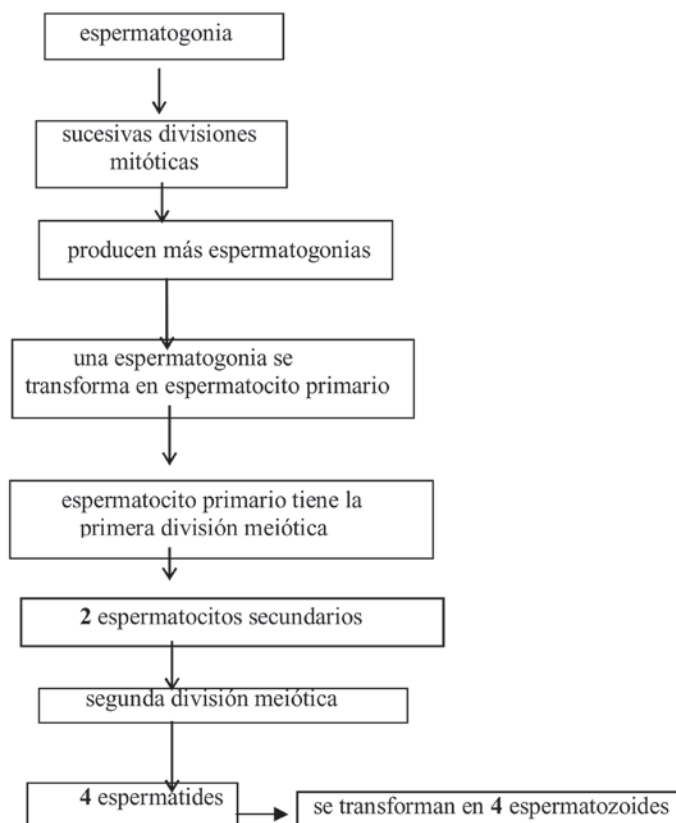 espermatogonia
sucesivas divisiones
mitóticas
producen más espermatogonias
una espermatogonia se
transforma en espermatocito primario
espermatocito primario tiene la
primera división meiótica
2 espermatocitos secundarios
segunda división meiótica
4 espermátides
se transforman en 4 espermatozoides